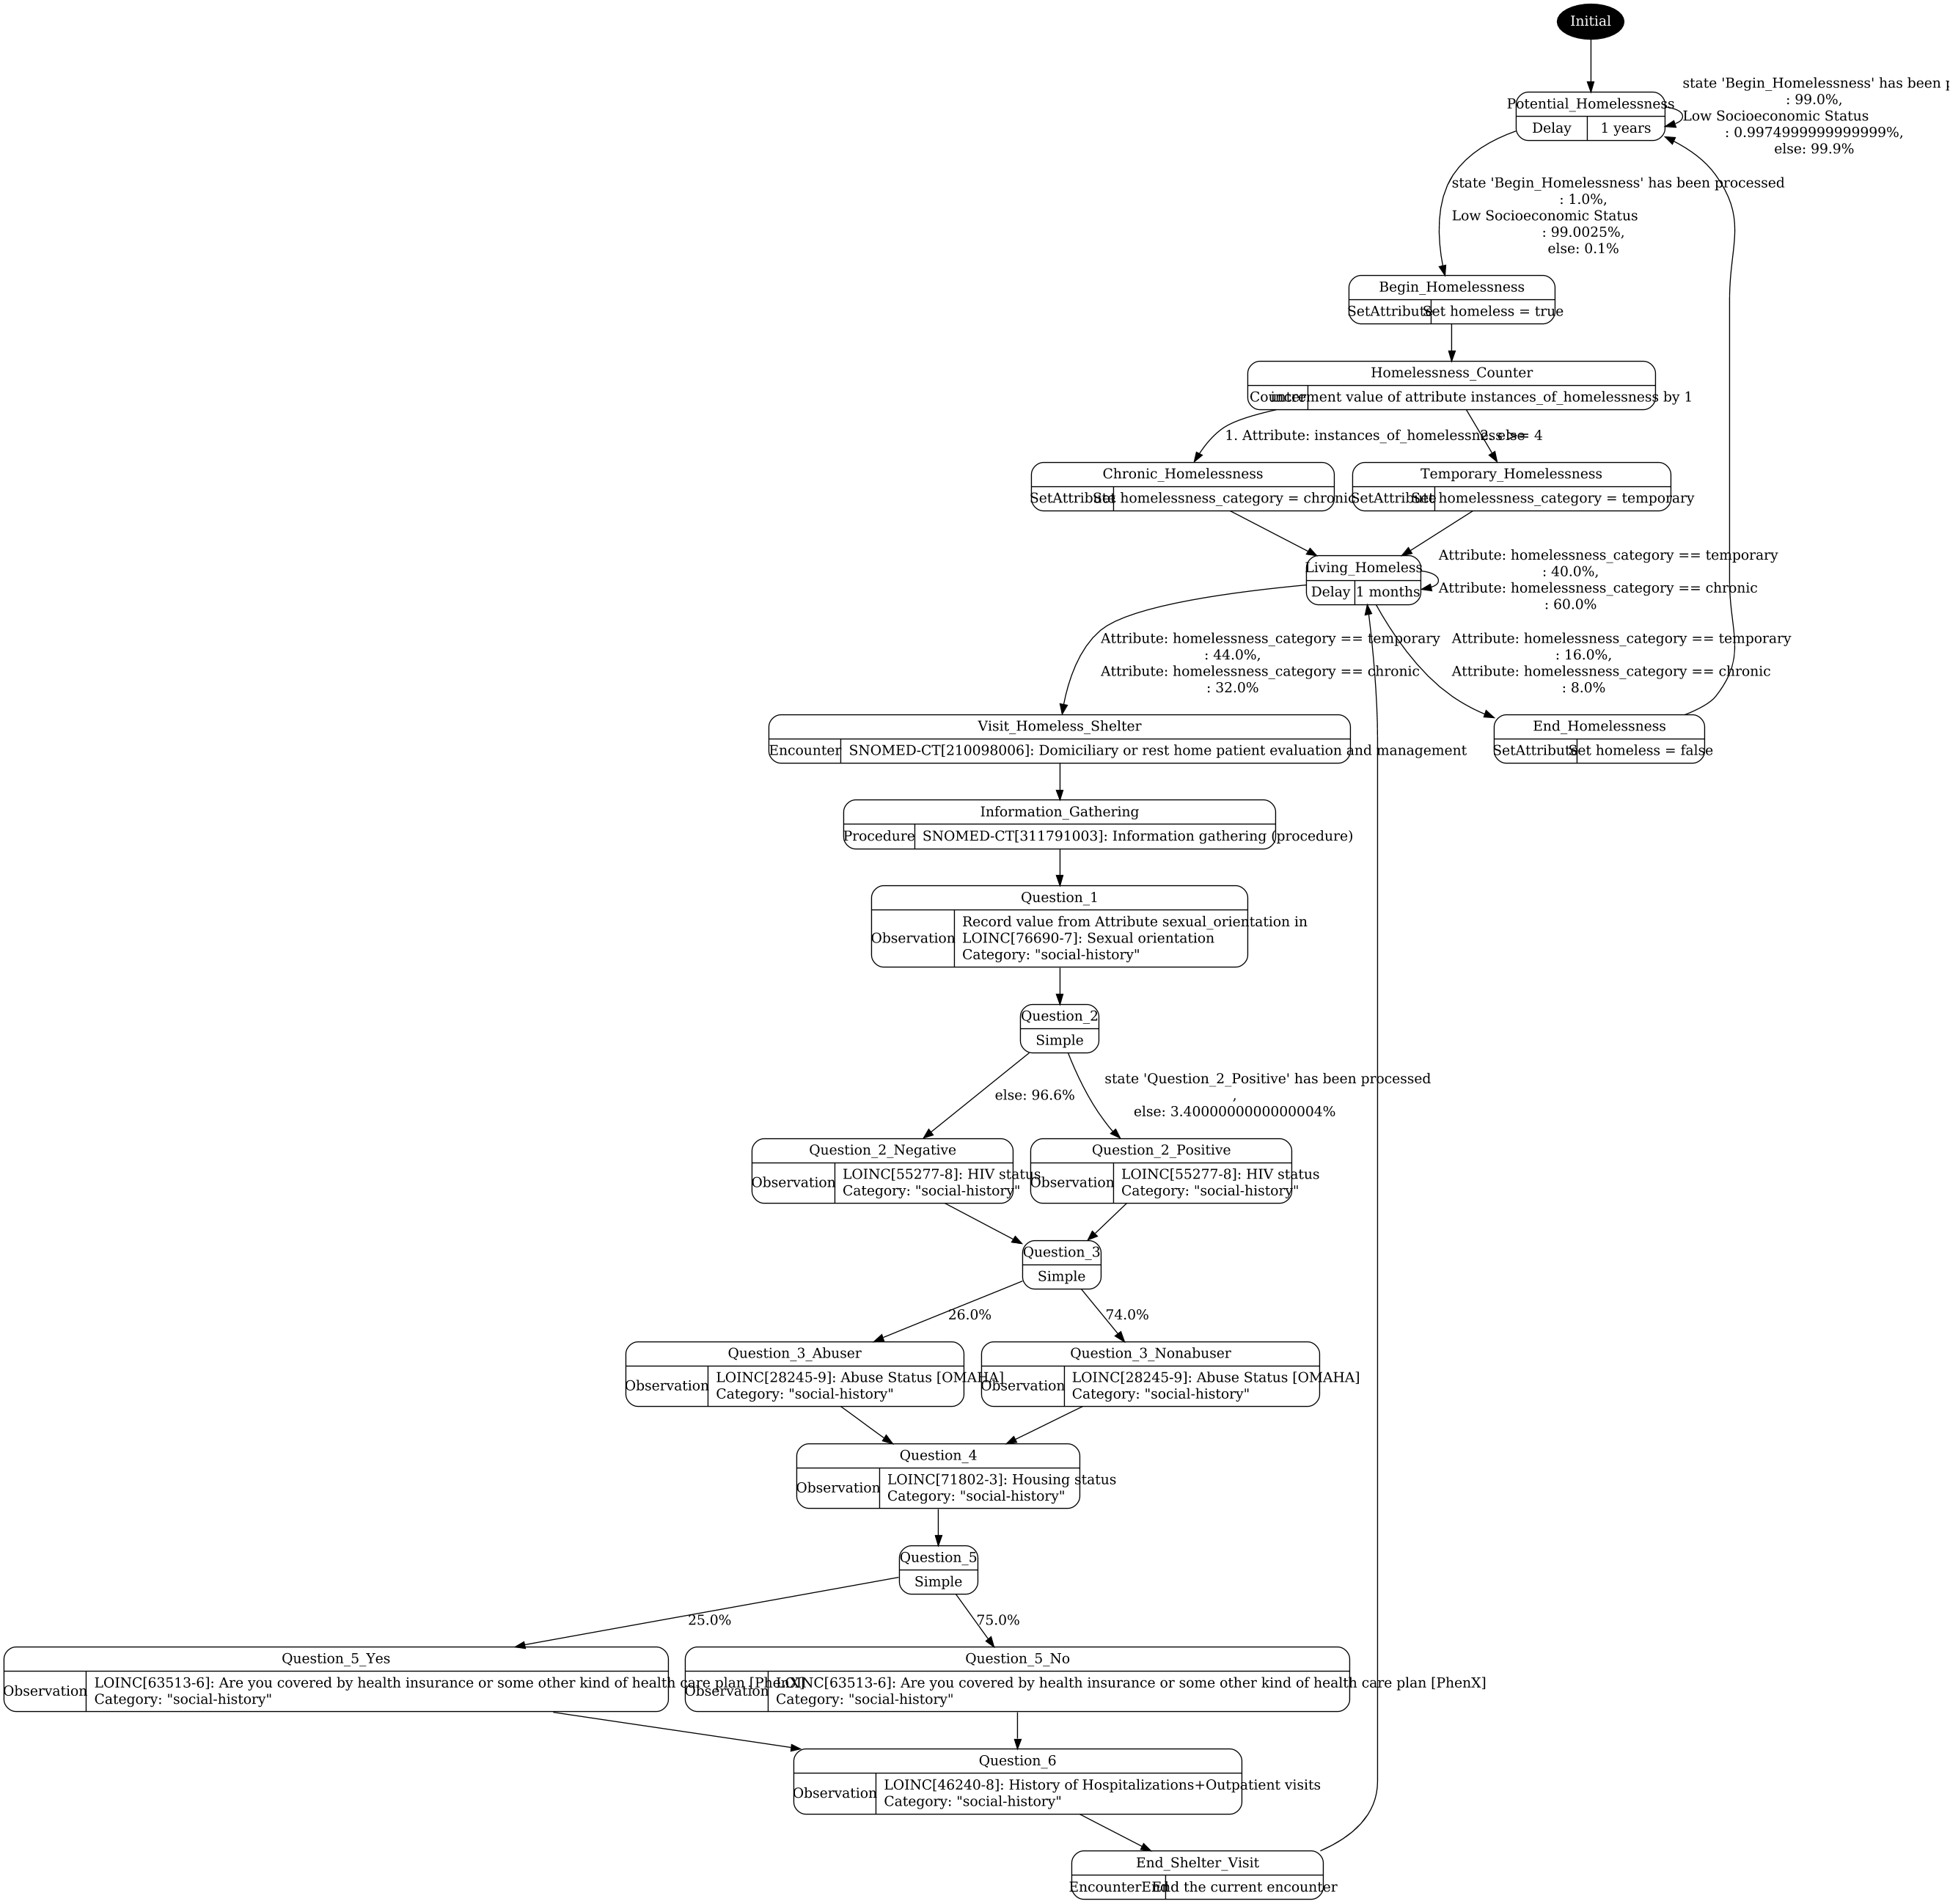 Initial
state 'Begin_Homelessness' has been
: 99.0%,
Low Socioeconomic Status
: 0.9974999999999999%,
else: 99.9%
Potential_Homelessness
Delay 1 years
state 'Begin_Homelessness' has been processed
: 1.0%,
Low Socioeconomic Status
: 99.0025%,
else: 0.1%
Begin_Homelessness
SetAttribute Set homeless = true
Homelessness_Counter
Counter increment value of attribute instances_of_homelessness by 1
1. Attribute: instances_of_homelessness >= 4
2. else
Chronic_Homelessness
SetAttribute Set homelessness_category = chronic
Temporary_Homelessness
SetAttribute Set homelessness_category = temporary
Living_Homeless
Delay 1 months
Attribute: homelessness_category == temporary
: 40.0%,
Attribute: homelessness_category == chronic
: 60.0%
Attribute: homelessness_category == temporary
: 44.0%,
Attribute: homelessness_category == chronic
: 32.0%
Attribute: homelessness_category == temporary
: 16.0%,
Attribute: homelessness_category == chronic
: 8.0%
Visit_Homeless_Shelter
Encounter SNOMED-CT[210098006]: Domiciliary or rest home patient evaluation and management
End_Homelessness
SetAttribute Set homeless = false
Information_Gathering
Procedure SNOMED-CT[311791003]: Information gathering (procedure)
Question_1
Observation
Record value from Attribute sexual_orientation in
LOINC[76690-7]: Sexual orientation
Category: "social-history"
Question_2
Simple
else: 96.6%
state 'Question_2_Positive' has been processed
,
else: 3.4000000000000004%
Question_2_Negative
Observation
LOINC[55277-8]: HIV status
Category: "social-history"
Question_2_Positive
Observation
LOINC[55277-8]: HIV status
Category: "social-history"
Question_3
Simple
26.0%
74.0%
Question_3_Abuser
Observation
LOINC[28245-9]: Abuse Status [OMAHA]
Category: "social-history"
Question_3_Nonabuser
Observation
LOINC[28245-9]: Abuse Status [OMAHA]
Category: "social-history"
Question_4
Observation
LOINC[71802-3]: Housing status
Category: "social-history"
Question_5
Simple
25.0%
75.0%
Question_5_Yes
Observation
LOINC[63513-6]: Are you covered by health insurance or some other kind of health care plan [PhenX]
Category: "social-history"
Question_5_No
Observation
LOINC[63513-6]: Are you covered by health insurance or some other kind of health care plan [PhenX]
Category: "social-history"
Question_6
Observation
LOINC[46240-8]: History of Hospitalizations+Outpatient visits
Category: "social-history"
End_Shelter_Visit
EncounterEnd End the current encounter